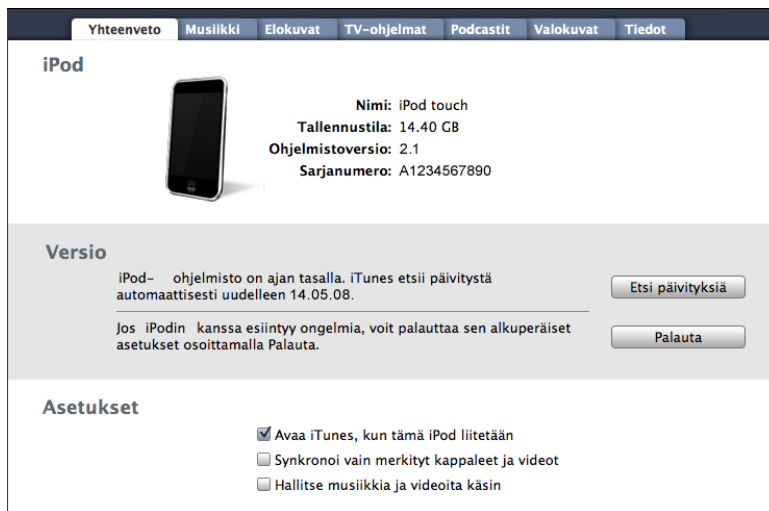 Yhteenveto Musiikki Elokuvat TV-ohjelmat Podcastit Valokuvat Tiedot
iPod
Nimi: iPod touch
Tallennustila: 14.40 GB
Ohjelmistoversio: 2.1
Sarjanumero: A1234567890
Versio
iPod- ohjelmisto on ajan tasalla. iTunes etsii päivitystä
automaattisesti uudelleen 14.05.08.
Etsi päivityksiä
Jos iPodin kanssa esiintyy ongelmia, voit palauttaa sen alkuperäiset
asetukset osoittamalla Palauta.
Palauta
Asetukset
Avaa iTunes, kun tämä iPod liitetään
Synkronoi vain merkityt kappaleet ja videot
Hallitse musiikkia ja videoita käsin